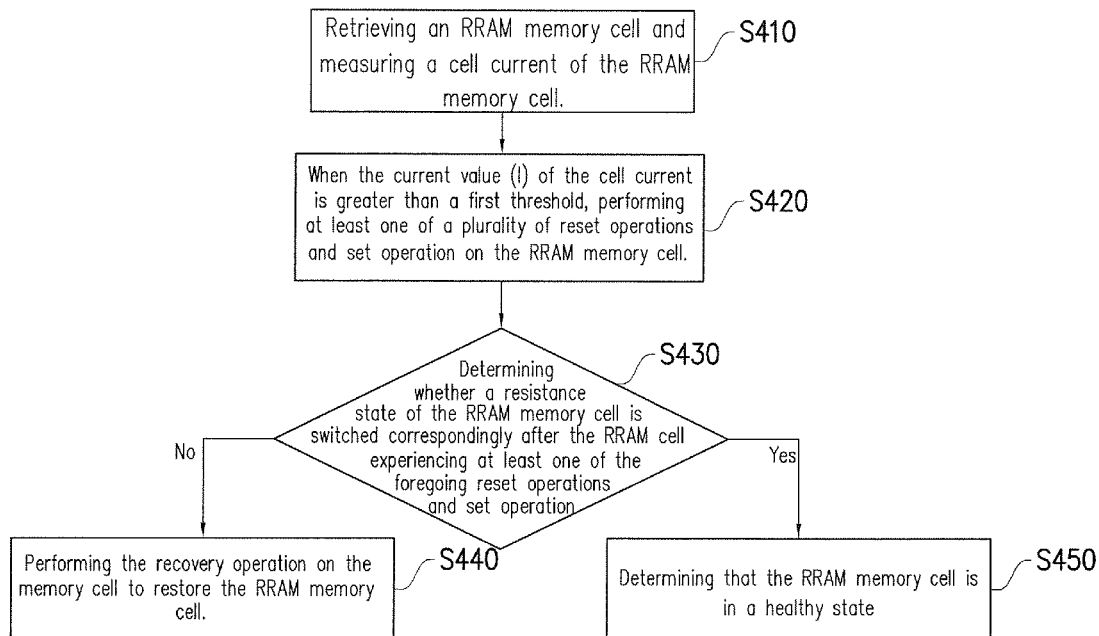 Retrieving an RRAM memory cell and
measuring a cell current of the RRAM
memory cell.
S410
When the current value (I) of the cell current
is greater than a first threshold, performing
at least one of a plurality of reset operations
and set operation on the RRAM memory cell.
S420
Determining
whether a resistance
state of the RRAM memory cell is
switched correspondingly after the RRAM cell
experiencing at least one of the
foregoing reset operations
and set operation
S430
No
Yes
Performing the recovery operation on the
memory cell to restore the RRAM memory
cell.
S440
Determining that the RRAM memory cell is
in a healthy state
S450